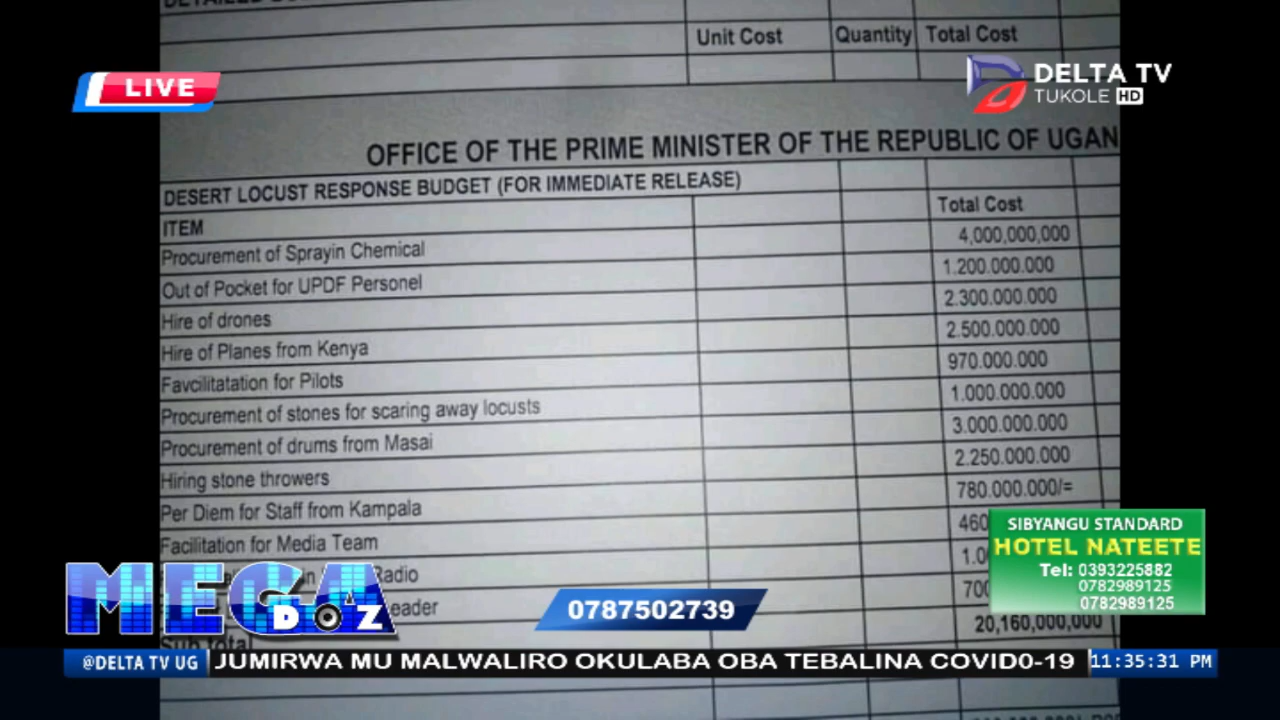 Unit Cost Quantity Total Cost
LIVE
DELTA TV
TUKOLE HD
OFFICE OF THE PRIME MINISTER OF THE REPUBLIC OF UGAN
DESERT LOCUST RESPONSE BUDGET (FOR IMMEDIATE RELEASE)
ITEM Total Cost
Procurement of Sprayin Chemical 4,000,000,000
Out of Pocket for UPDF Personel 1.200.000.000
Hire of drones 2.300.000.000
Hire of Planes from Kenya 2.500.000.000
Favcilitatation for Pilots 970.000.000
Procurement of stones for scaring away locusts 1.000.000.000
Procurement of drums from Masai 3.000.000.000
Hiring stone throwers 2.250.000.000
Per Diem for Staff from Kampala 780.000.000/=
Facilitation for Media Team 460
Radio 1.0
eader 700
Sub total 20,160,000,000
SIBYANGU STANDARD
HOTEL NATEETE
Tel: 0393225882
0782989125
0782989125
MEGA
DOZ
0787502739
@DELTA TV UG JUMIRWA MU MALWALIRO OKULABA OBA TEBALINA COVID0-19 11:35:31 PM